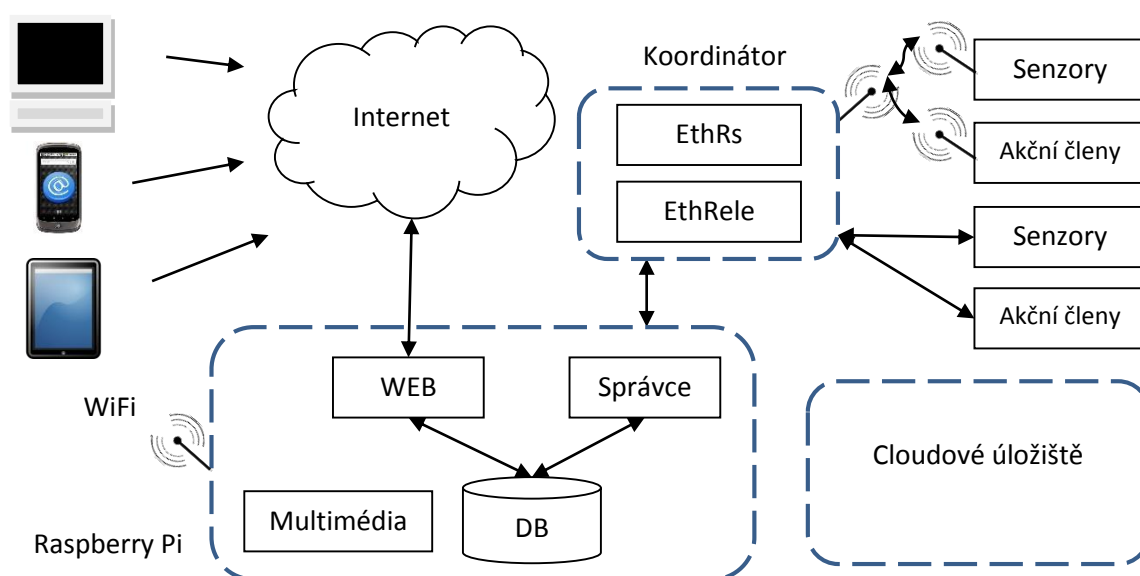 Koordinátor
Internet
EthRs
EthRele
Senzory
Akční členy
Senzory
Akční členy
WEB
Správce
WiFi
Multimédia
DB
Raspberry Pi
Cloudové úložiště